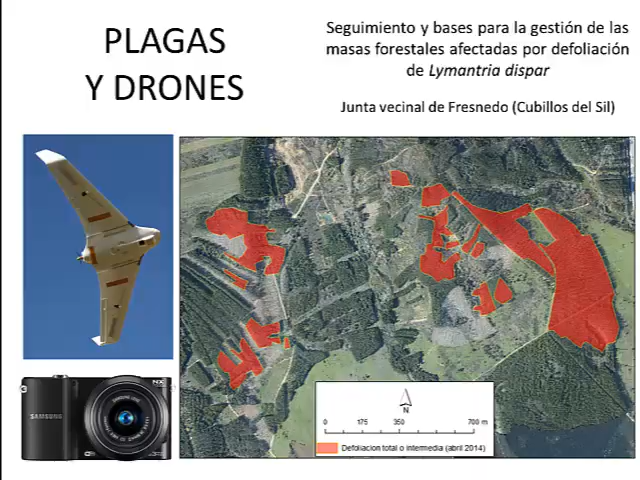 PLAGAS
Y DRONES
Seguimiento y bases para la gestión de las
masas forestales afectadas por defoliación
de Lymantria dispar
Junta vecinal de Fresnedo (Cubillos del Sil)
SAMSUNG
NX
N
0 175 350 700 m
Defoliacion total o intermedia (abril 2014)